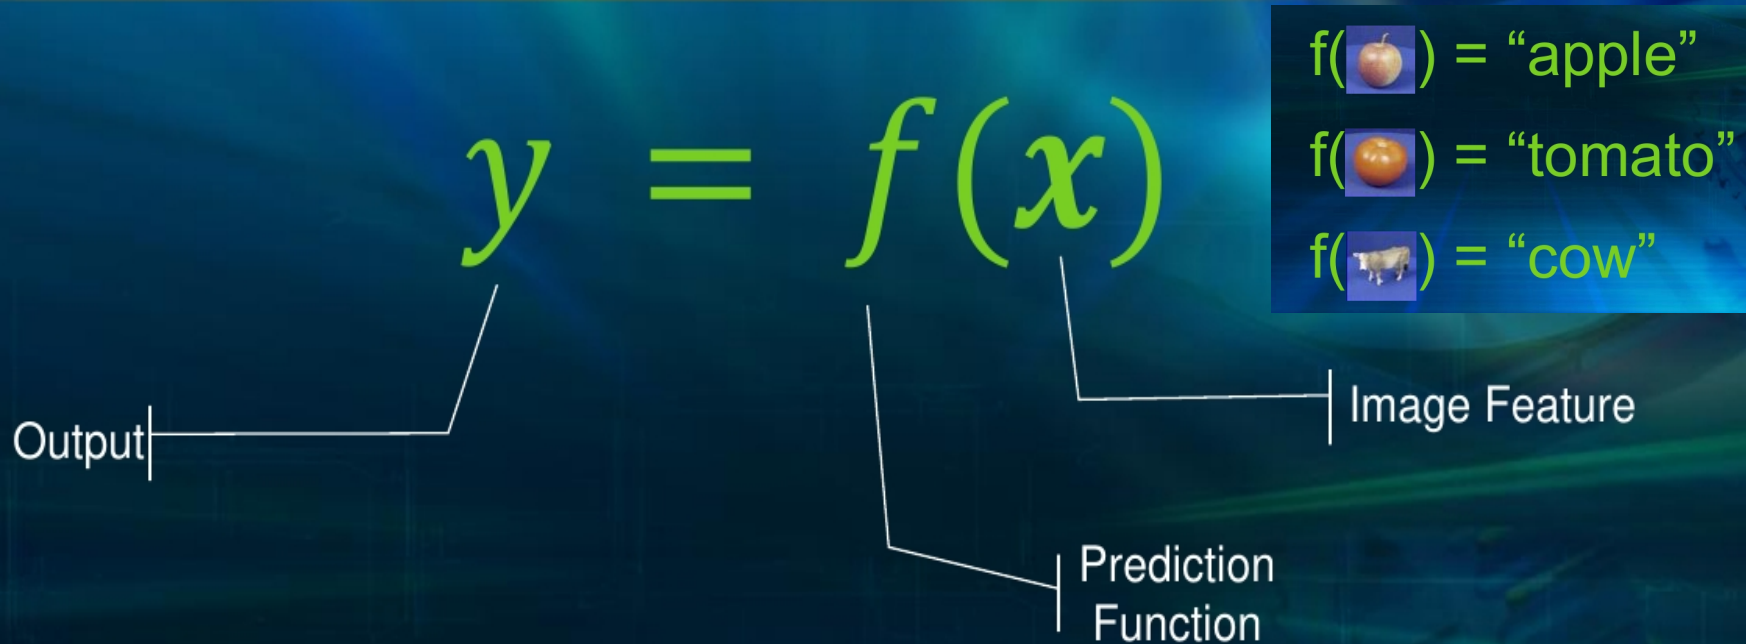 y = f(x)
f( ) = “apple”
f( ) = “tomato”
f( ) = “cow”
Output
Image Feature
Prediction
Function